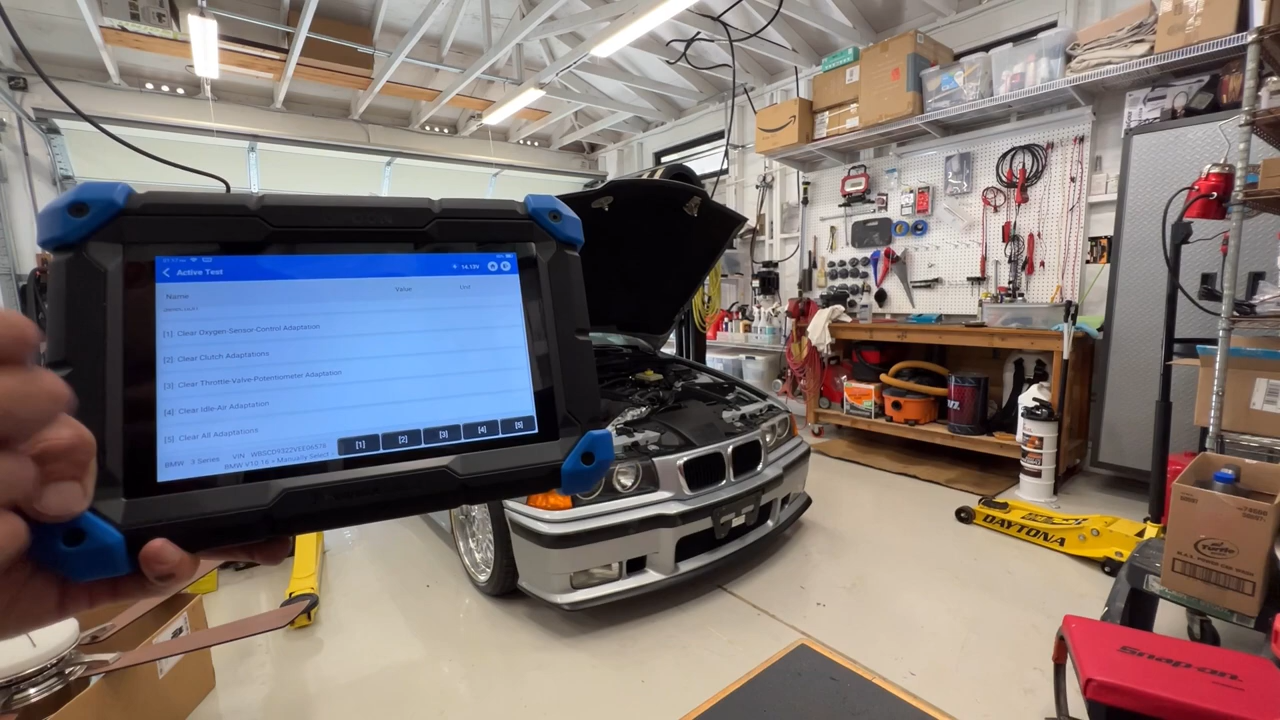 Active Test
14.13V
Name Value Unit
[1] Clear Oxygen-Sensor-Control Adaptation
[2] Clear Clutch Adaptations
[3] Clear Throttle-Valve-Potentiometer Adaptation
[4] Clear Idle-Air Adaptation
[5] Clear All Adaptations
[1] [2] [3] [4] [5]
BMW 3 Series VIN WBSCD9322VEE06576
BMW V10.16 > Manually Select >
DAYTONA
Turtle
Snap-on